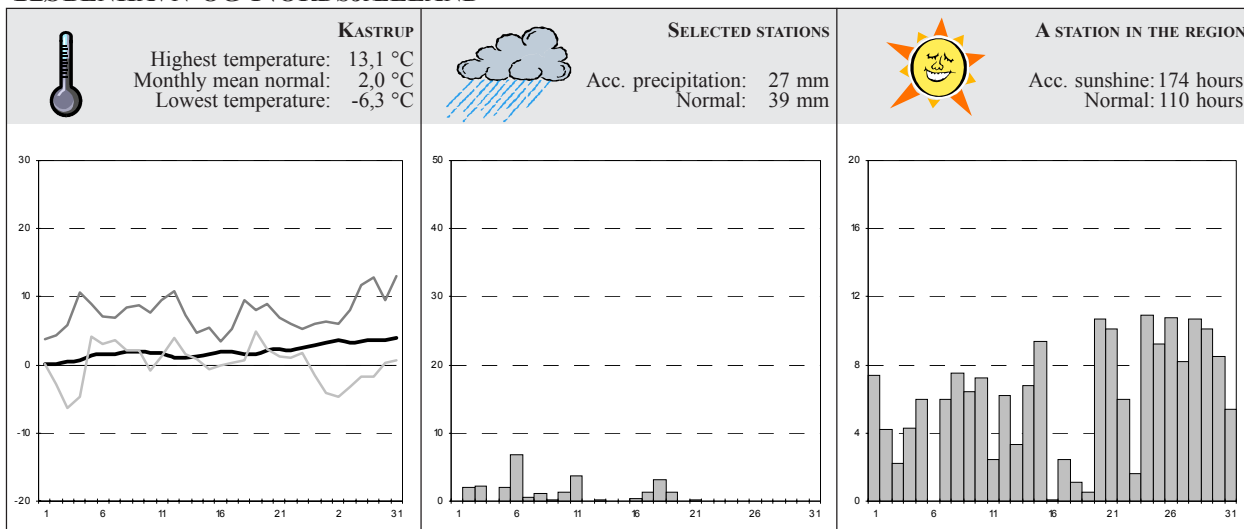 KØBENHAVN OG NORDSJÆLLAND
KASTRUP
Highest temperature: 13,1 °C
Monthly mean normal: 2,0 °C
Lowest temperature: -6,3 °C
SELECTED STATIONS
Acc. precipitation: 27 mm
Normal: 39 mm
A STATION IN THE REGION
Acc. sunshine: 174 hours
Normal: 110 hours
30
20
10
0
-10
-20
1 6 11 16 21 2 31
50
40
30
20
10
0
1 6 11 16 21 26 31
20
16
12
8
4
0
1 6 11 16 21 26 31